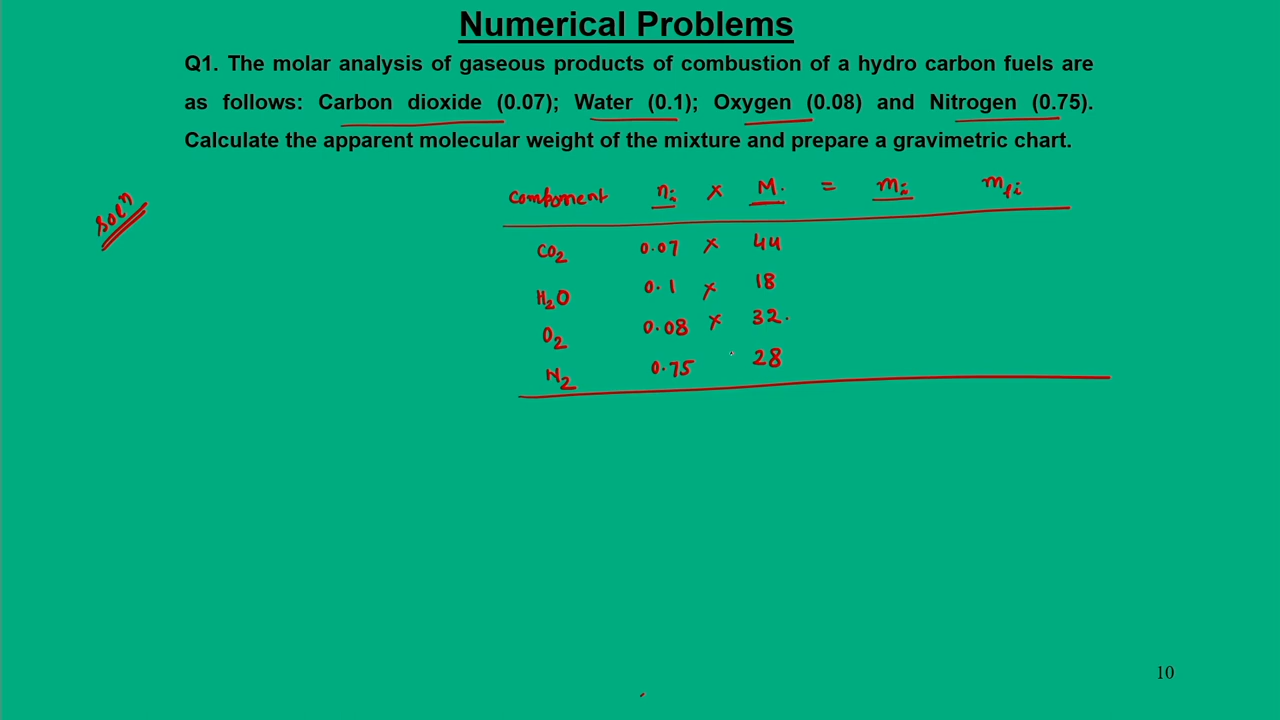 Numerical Problems
Q1. The molar analysis of gaseous products of combustion of a hydro carbon fuels are
as follows: Carbon dioxide (0.07); Water (0.1); Oxygen (0.08) and Nitrogen (0.75).
Calculate the apparent molecular weight of the mixture and prepare a gravimetric chart.
Soln
Component ni × M. = mi mfi
CO2 0.07 × 44
H2O 0.1 × 18
O2 0.08 × 32.
N2 0.75 28
10